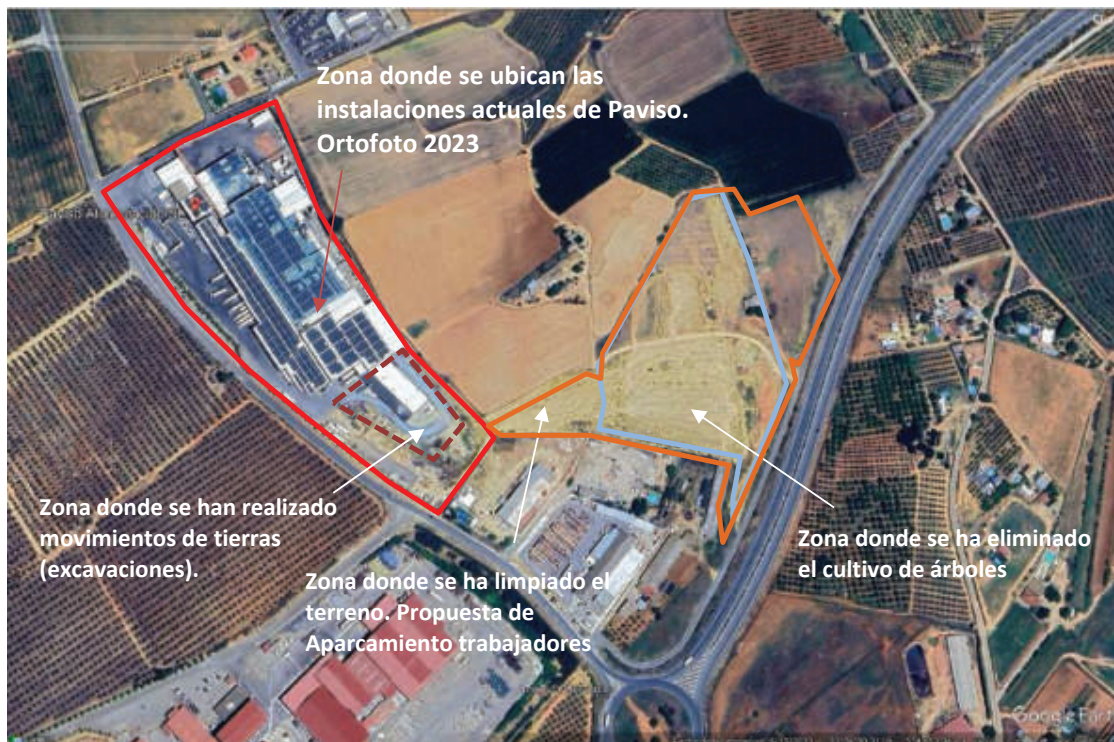 Zona donde se ubican las
instalaciones actuales de Paviso.
Ortofoto 2023
Zona donde se han realizado
movimientos de tierras
(excavaciones).
Zona donde se ha limpiado el
terreno. Propuesta de
Aparcamiento trabajadores
Zona donde se ha eliminado
el cultivo de árboles
Google Eart